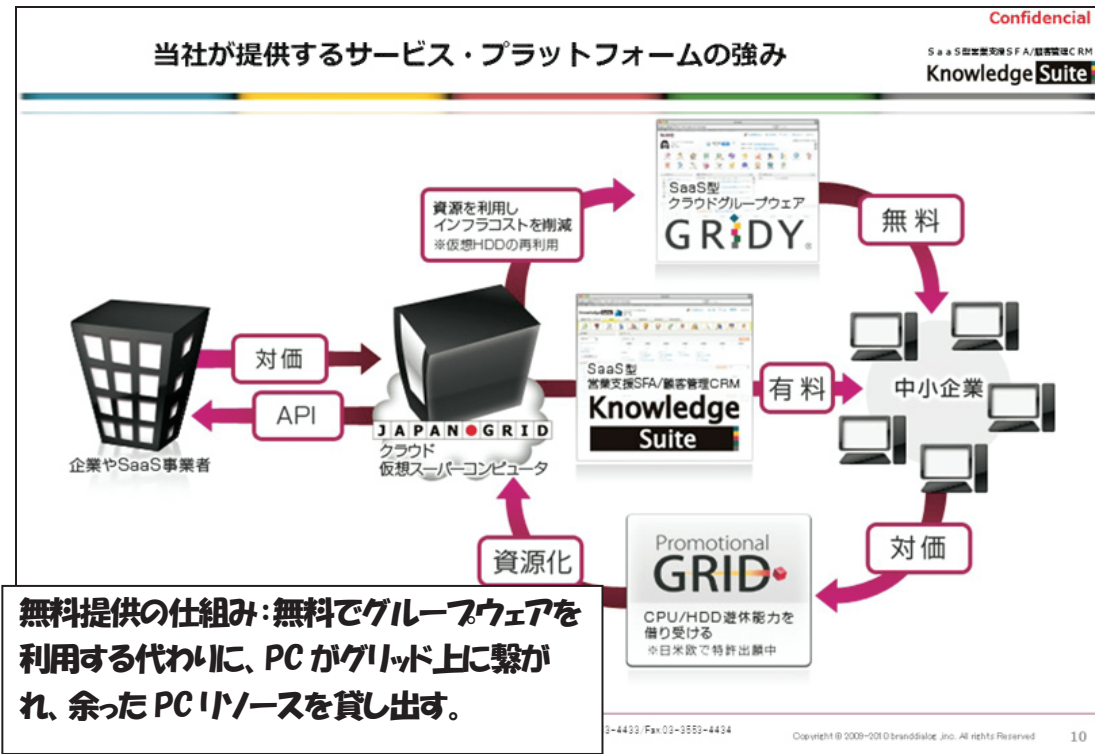 Confidencial
当社が提供するサービス・プラットフォームの強み
SaaS型営業支援SFA/顧客管理CRM
Knowledge Suite
資源を利用し
インフラコストを削減
※仮想HDDの再利用
SaaS型
クラウドグループウェア
GRIDY
無料
対価
API
企業やSaaS事業者
JAPAN GRID
クラウド
仮想スーパーコンピュータ
SaaS型
営業支援SFA/顧客管理CRM
Knowledge
Suite
有料
中小企業
資源化
Promotional
GRID
CPU/HDD遊休能力を
借り受ける
※日米欧で特許出願中
対価
無料提供の仕組み：無料でグループウェアを
利用する代わりに、PCがグリッド上に繋が
れ、余ったPCリソースを貸し出す。
3-4433/Fax.03-3553-4434
Copyright © 2009-2010 branddialog ,inc. All rights Reserved
10